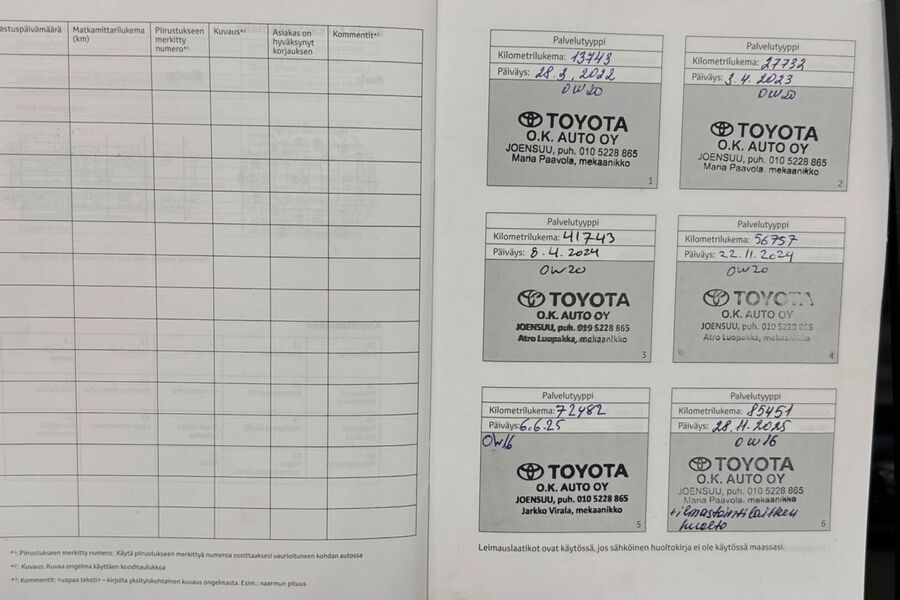 astuspäivämäärä
Matkamittarilukema
(km)
Piirustukseen
merkitty
numero*¹
Kuvaus*²
Asiakas on
hyväksynyt
korjauksen
Kommentit*³
*¹: Piirustukseen merkitty numero: Käytä piirustukseen merkittyä numeroa osoittaaksesi vaurioituneen kohdan autossa
*²: Kuvaus: Kuvaa ongelma käyttäen kooditaulukkoa
*³: Kommentit: <vapaa teksti> – kirjoita yksityiskohtainen kuvaus ongelmasta. Esim.: naarmun pituus
Palvelutyyppi
Kilometrilukema: 13743
Päiväys: 28.2, 2022
0W20
TOYOTA
O.K. AUTO OY
JOENSUU, puh. 010 5228 865
Maria Paavola, mekaanikko
1
Palvelutyyppi
Kilometrilukema: 27732
Päiväys: 3.4.2023
0W20
TOYOTA
O.K. AUTO OY
JOENSUU, puh. 010 5228 865
Maria Paavola, mekaanikko
2
Palvelutyyppi
Kilometrilukema: 41743
Päiväys: 8.4.2024
0W20
TOYOTA
O.K. AUTO OY
JOENSUU, puh. 010 5228 865
Atro Luopakka, mekaanikko
3
Palvelutyyppi
Kilometrilukema: 56757
Päiväys: 22.11.2024
0W20
TOYOTA
O.K. AUTO OY
JOENSUU, puh. 010 5228 865
Atro Luopakka, mekaanikko
4
Palvelutyyppi
Kilometrilukema: 72482
Päiväys: 6.6.25
0W16
TOYOTA
O.K. AUTO OY
JOENSUU, puh. 010 5228 865
Jarkko Virala, mekaanikko
5
Palvelutyyppi
Kilometrilukema: 85451
Päiväys: 28.11.2025
0W16
TOYOTA
O.K. AUTO OY
JOENSUU, puh. 010 5228 865
Maria Paavola, mekaanikko
+ilmastointilaitteen
huolto
6
Leimauslaatikot ovat käytössä, jos sähköinen huoltokirja ei ole käytössä maassasi.